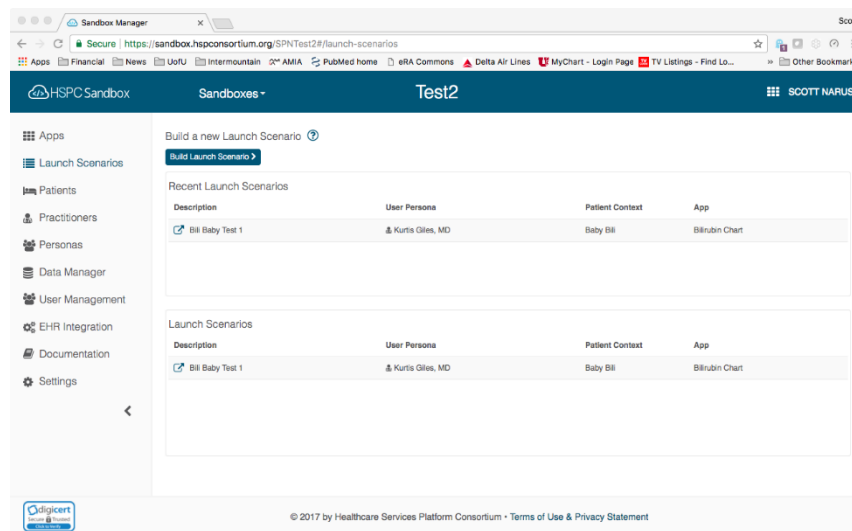 Sandbox Manager
Sco
Secure | https://sandbox.hspconsortium.org/SPNTest2#/launch-scenarios
Apps Financial News UofU Intermountain AMIA PubMed home eRA Commons Delta Air Lines MyChart - Login Page TV Listings - Find Lo... » Other Bookmark
HSPC Sandbox Sandboxes Test2 SCOTT NARUS
Apps
Launch Scenarios
Patients
Practitioners
Personas
Data Manager
User Management
EHR Integration
Documentation
Settings
Build a new Launch Scenario
Build Launch Scenario
Recent Launch Scenarios
Description User Persona Patient Context App
Bili Baby Test 1 Kurtis Giles, MD Baby Bili Bilirubin Chart
Launch Scenarios
Description User Persona Patient Context App
Bili Baby Test 1 Kurtis Giles, MD Baby Bili Bilirubin Chart
digicert
Secure Trusted
© 2017 by Healthcare Services Platform Consortium • Terms of Use & Privacy Statement